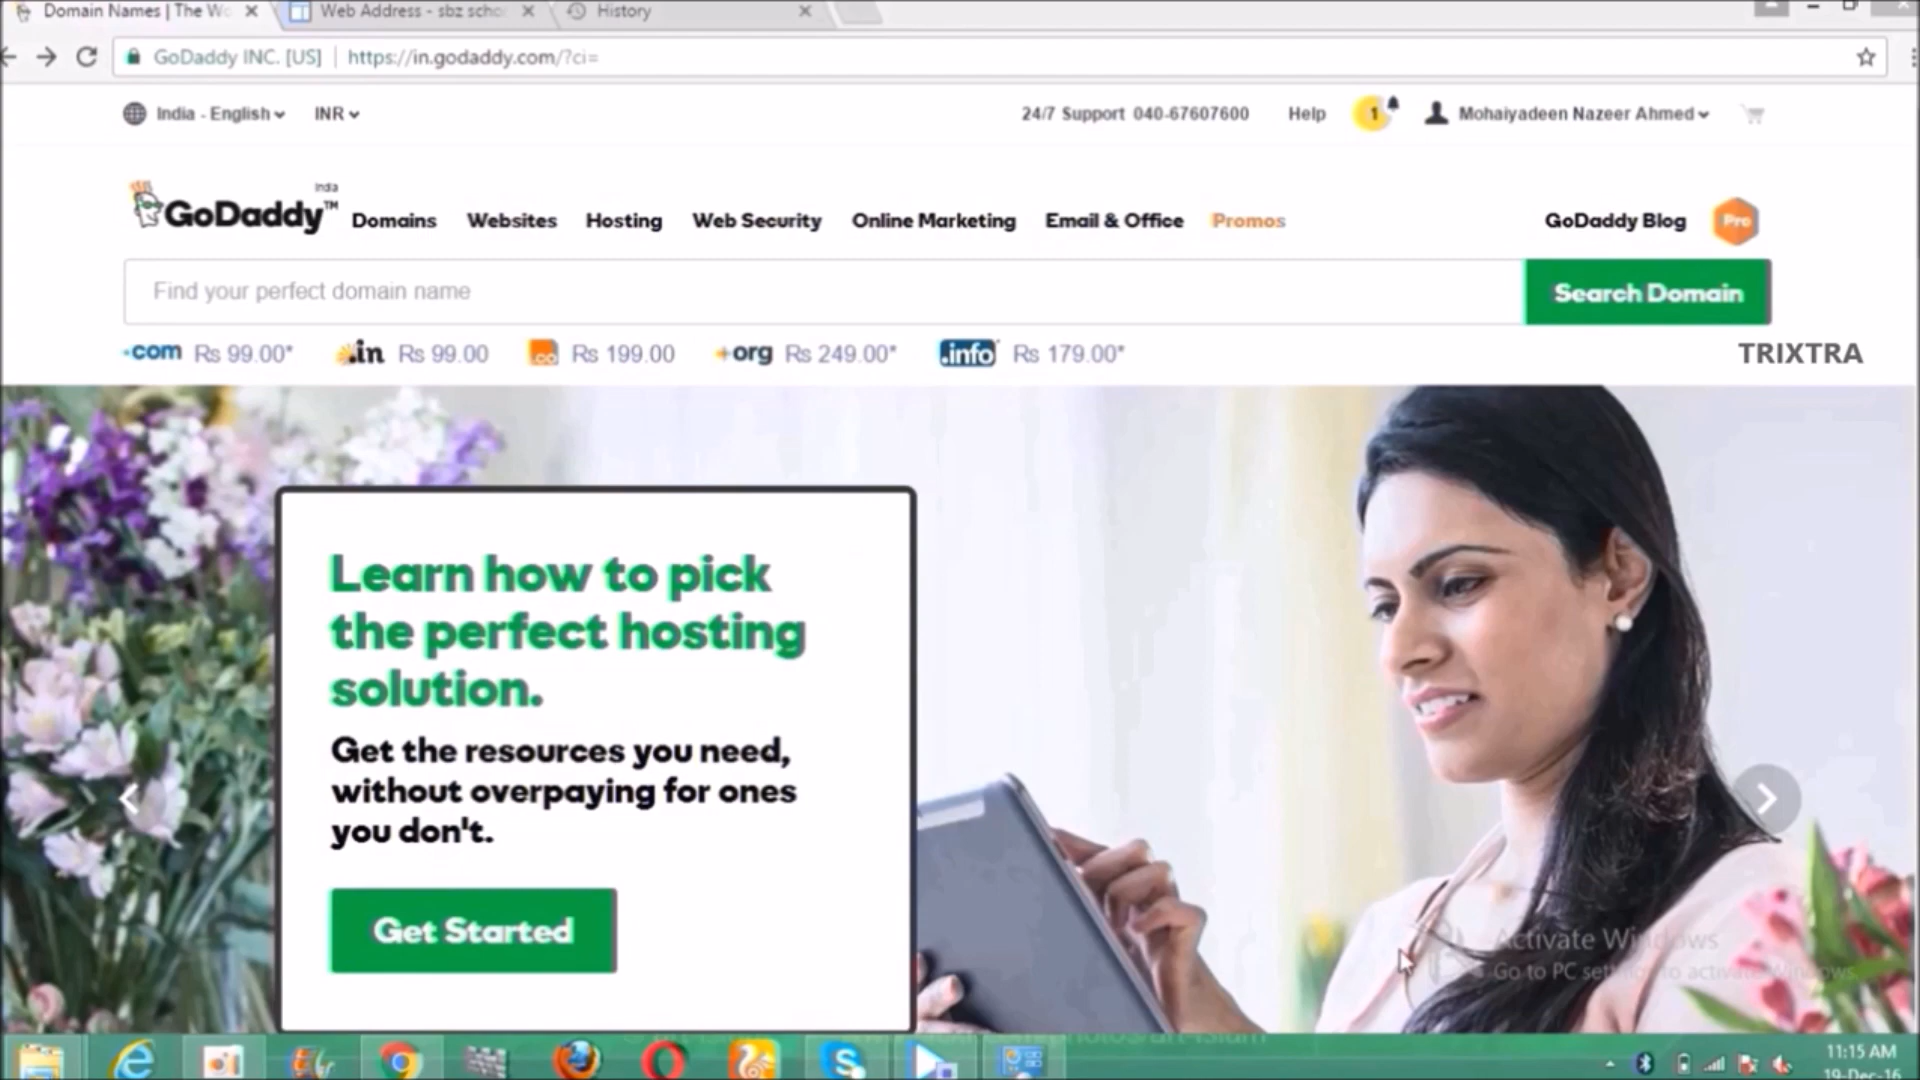 Domain Names | The Wo
Web Address - sbz scho
History
GoDaddy INC. [US] | https://in.godaddy.com/?ci=
India - English
INR
24/7 Support 040-67607600
Help
1
Mohaiyadeen Nazeer Ahmed
India
GoDaddy™
Domains
Websites
Hosting
Web Security
Online Marketing
Email & Office
Promos
GoDaddy Blog
Pro
Find your perfect domain name
Search Domain
.com Rs 99.00*
.in Rs 99.00
.co Rs 199.00
.org Rs 249.00*
.info Rs 179.00*
TRIXTRA
Learn how to pick
the perfect hosting
solution.
Get the resources you need,
without overpaying for ones
you don't.
Get Started
Activate Windows
Go to PC settings to activate Windows.
11:15 AM
19-Dec-16